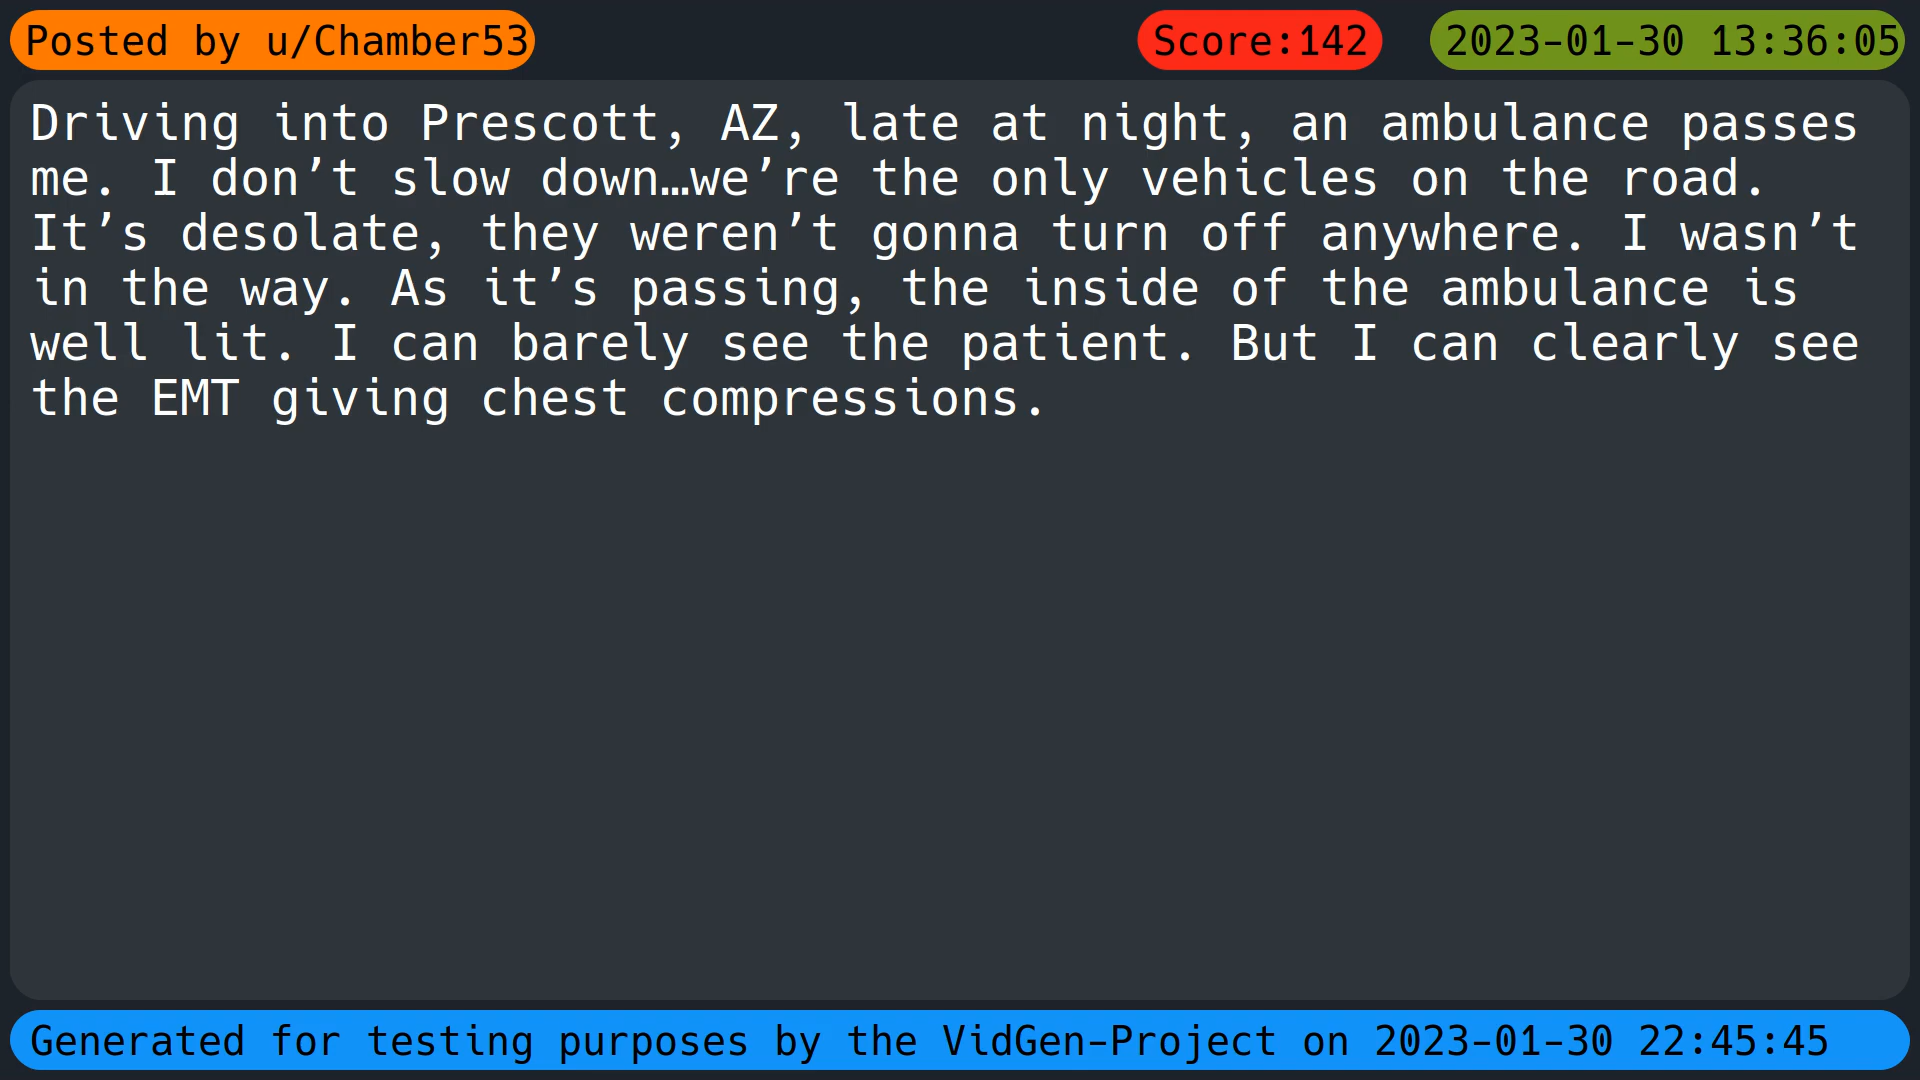 Posted by u/Chamber53
Score:142
2023-01-30 13:36:05
Driving into Prescott, AZ, late at night, an ambulance passes
me. I don’t slow down…we’re the only vehicles on the road.
It’s desolate, they weren’t gonna turn off anywhere. I wasn’t
in the way. As it’s passing, the inside of the ambulance is
well lit. I can barely see the patient. But I can clearly see
the EMT giving chest compressions.
Generated for testing purposes by the VidGen-Project on 2023-01-30 22:45:45